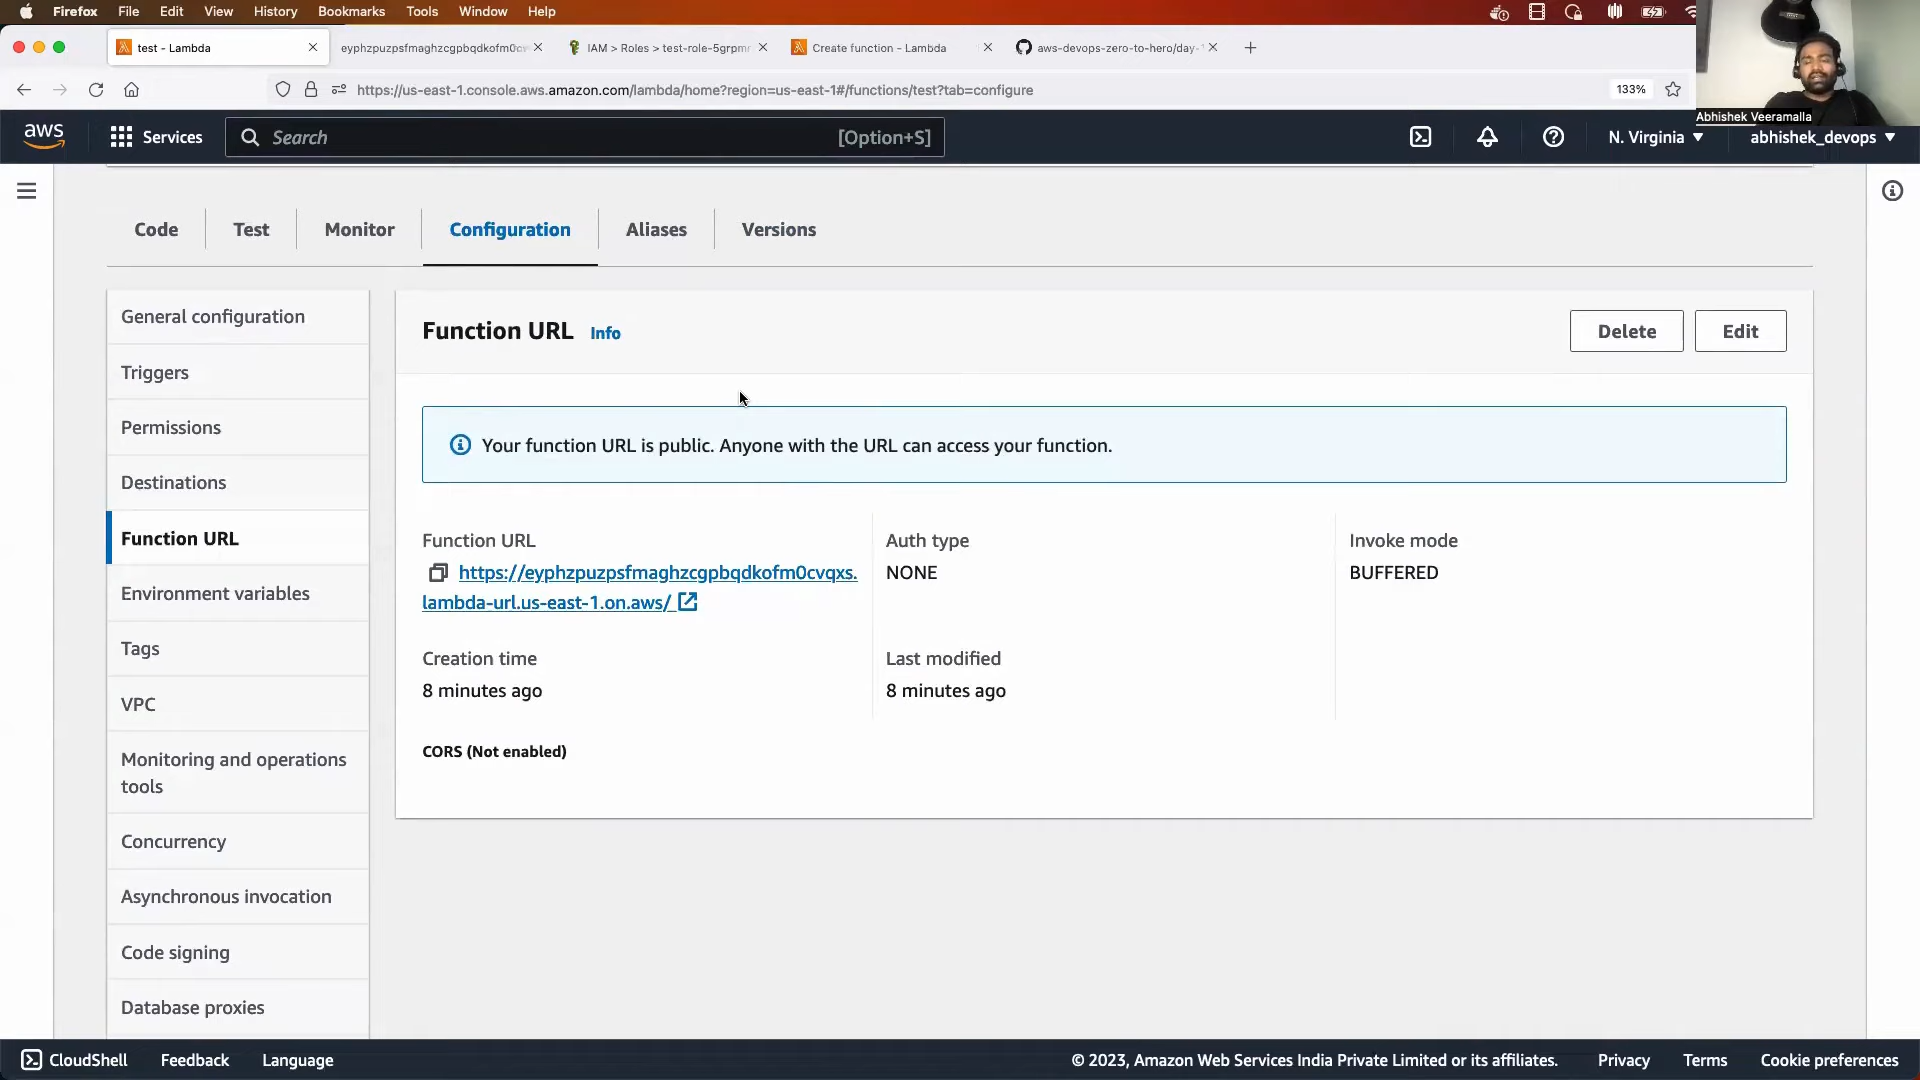 Firefox File Edit View History Bookmarks Tools Window Help
test - Lambda
eyphzpuzpsfmaghzcgpbqdkofm0cv
IAM > Roles > test-role-5grpmr
Create function - Lambda
aws-devops-zero-to-hero/day-
https://us-east-1.console.aws.amazon.com/lambda/home?region=us-east-1#/functions/test?tab=configure
133%
Abhishek Veeramalla
aws
Services
Search
[Option+S]
N. Virginia
abhishek_devops
Code
Test
Monitor
Configuration
Aliases
Versions
General configuration
Triggers
Permissions
Destinations
Function URL
Environment variables
Tags
VPC
Monitoring and operations
tools
Concurrency
Asynchronous invocation
Code signing
Database proxies
Function URL Info
Delete
Edit
Your function URL is public. Anyone with the URL can access your function.
Function URL
https://eyphzpuzpsfmaghzcgpbqdkofm0cvqxs.
lambda-url.us-east-1.on.aws/
Auth type
NONE
Invoke mode
BUFFERED
Creation time
8 minutes ago
Last modified
8 minutes ago
CORS (Not enabled)
CloudShell
Feedback
Language
© 2023, Amazon Web Services India Private Limited or its affiliates.
Privacy
Terms
Cookie preferences